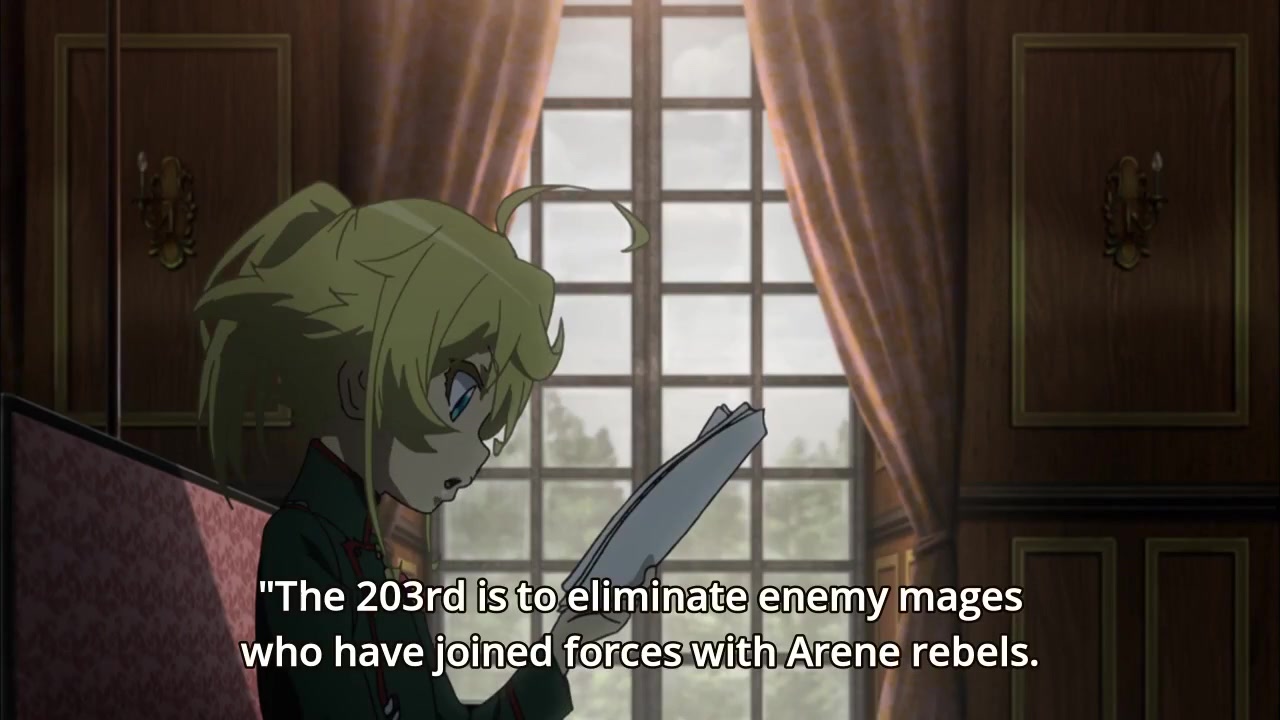 "The 203rd is to eliminate enemy mages
who have joined forces with Arene rebels.